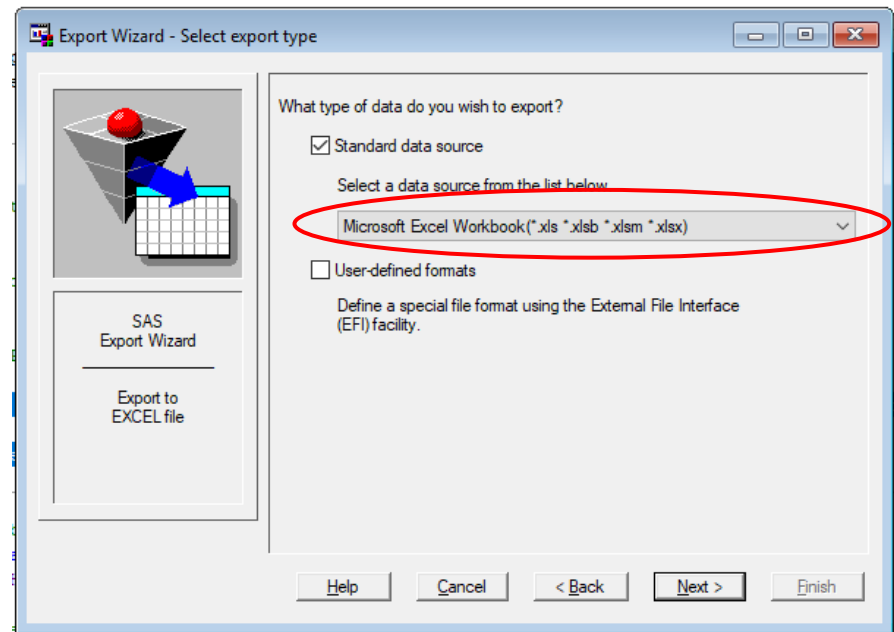 Export Wizard - Select export type
What type of data do you wish to export?
Standard data source
Select a data source from the list below.
Microsoft Excel Workbook(*.xls *.xlsb *.xlsm *.xlsx)
User-defined formats
Define a special file format using the External File Interface
(EFI) facility.
SAS
Export Wizard
Export to
EXCEL file
Help
Cancel
< Back
Next >
Finish